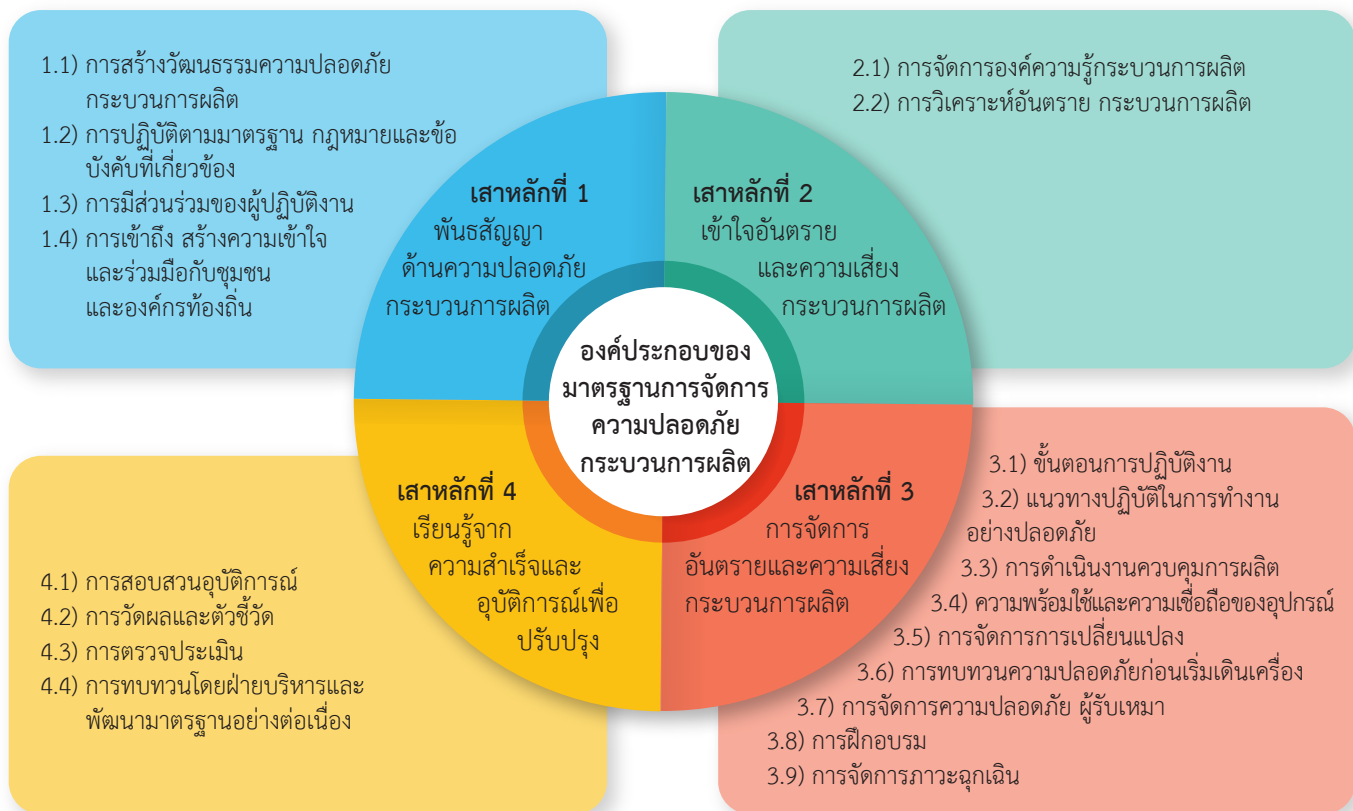 1.1) การสร้างวัฒนธรรมความปลอดภัย
กระบวนการผลิต
1.2) การปฏิบัติตามมาตรฐาน กฎหมายและข้อ
บังคับที่เกี่ยวข้อง
1.3) การมีส่วนร่วมของผู้ปฏิบัติงาน
1.4) การเข้าถึง สร้างความเข้าใจ
และร่วมมือกับชุมชน
และองค์กรท้องถิ่น
2.1) การจัดการองค์ความรู้กระบวนการผลิต
2.2) การวิเคราะห์อันตราย กระบวนการผลิต
เสาหลักที่ 1
พันธสัญญา
ด้านความปลอดภัย
กระบวนการผลิต
เสาหลักที่ 2
เข้าใจอันตราย
และความเสี่ยง
กระบวนการผลิต
องค์ประกอบของ
มาตรฐานการจัดการ
ความปลอดภัย
กระบวนการผลิต
เสาหลักที่ 3
การจัดการ
อันตรายและความเสี่ยง
กระบวนการผลิต
3.1) ขั้นตอนการปฏิบัติงาน
3.2) แนวทางปฏิบัติในการทำงาน
อย่างปลอดภัย
3.3) การดำเนินงานควบคุมการผลิต
3.4) ความพร้อมใช้และความเชื่อถือของอุปกรณ์
3.5) การจัดการการเปลี่ยนแปลง
3.6) การทบทวนความปลอดภัยก่อนเริ่มเดินเครื่อง
3.7) การจัดการความปลอดภัย ผู้รับเหมา
3.8) การฝึกอบรม
3.9) การจัดการภาวะฉุกเฉิน
เสาหลักที่ 4
เรียนรู้จาก
ความสำเร็จและ
อุบัติการณ์เพื่อ
ปรับปรุง
4.1) การสอบสวนอุบัติการณ์
4.2) การวัดผลและตัวชี้วัด
4.3) การตรวจประเมิน
4.4) การทบทวนโดยฝ่ายบริหารและ
พัฒนามาตรฐานอย่างต่อเนื่อง